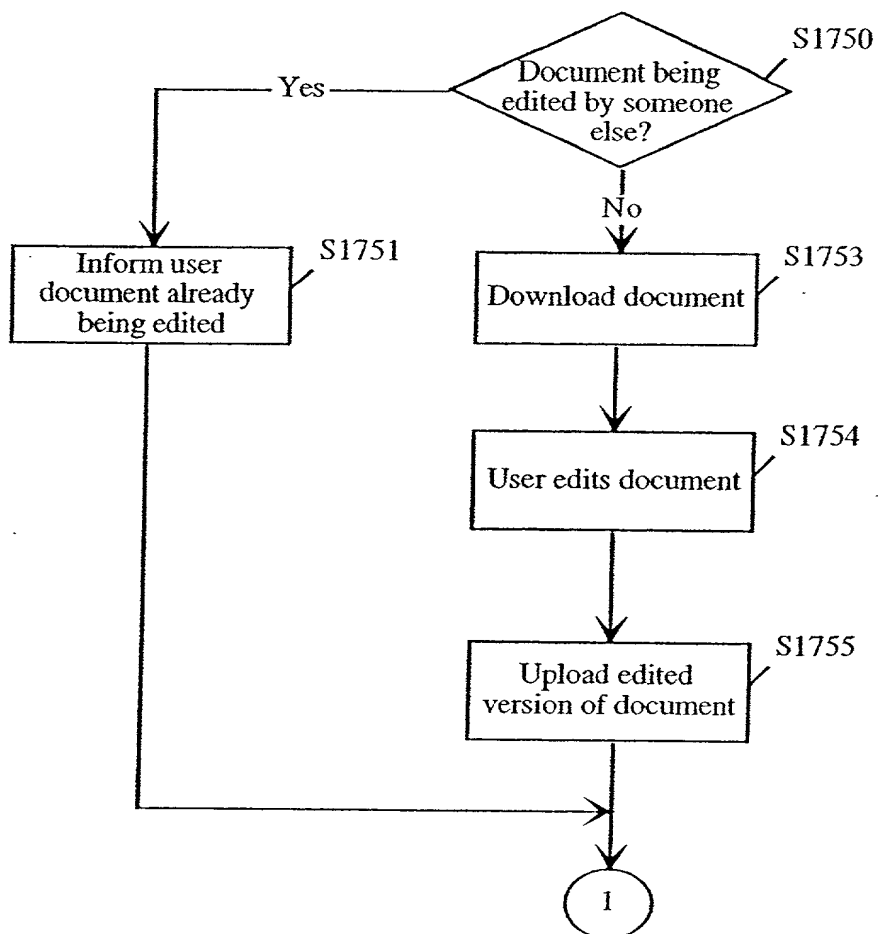 S1750
Document being
edited by someone
else?
Yes
No
S1751
Inform user
document already
being edited
S1753
Download document
S1754
User edits document
S1755
Upload edited
version of document
1